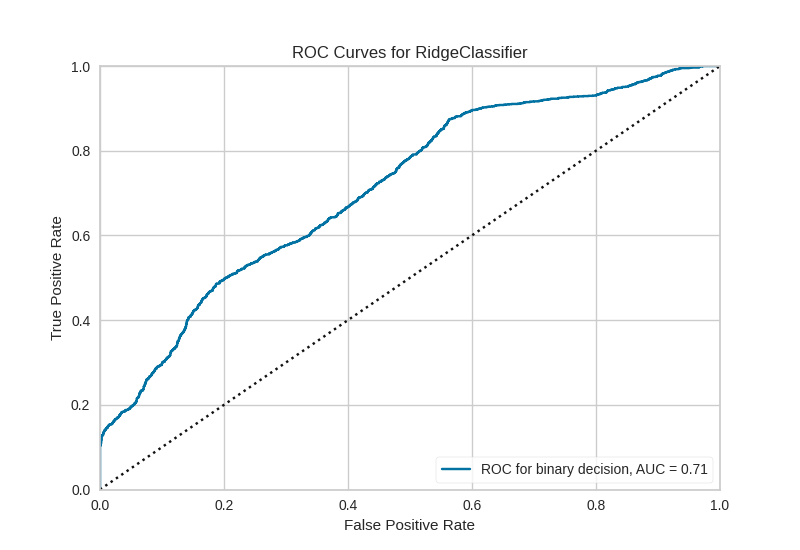 ROC Curves for RidgeClassifier
1.0
0.8
0.6
0.4
0.2
0.0
True Positive Rate
ROC for binary decision, AUC = 0.71
0.0 0.2 0.4 0.6 0.8 1.0
False Positive Rate